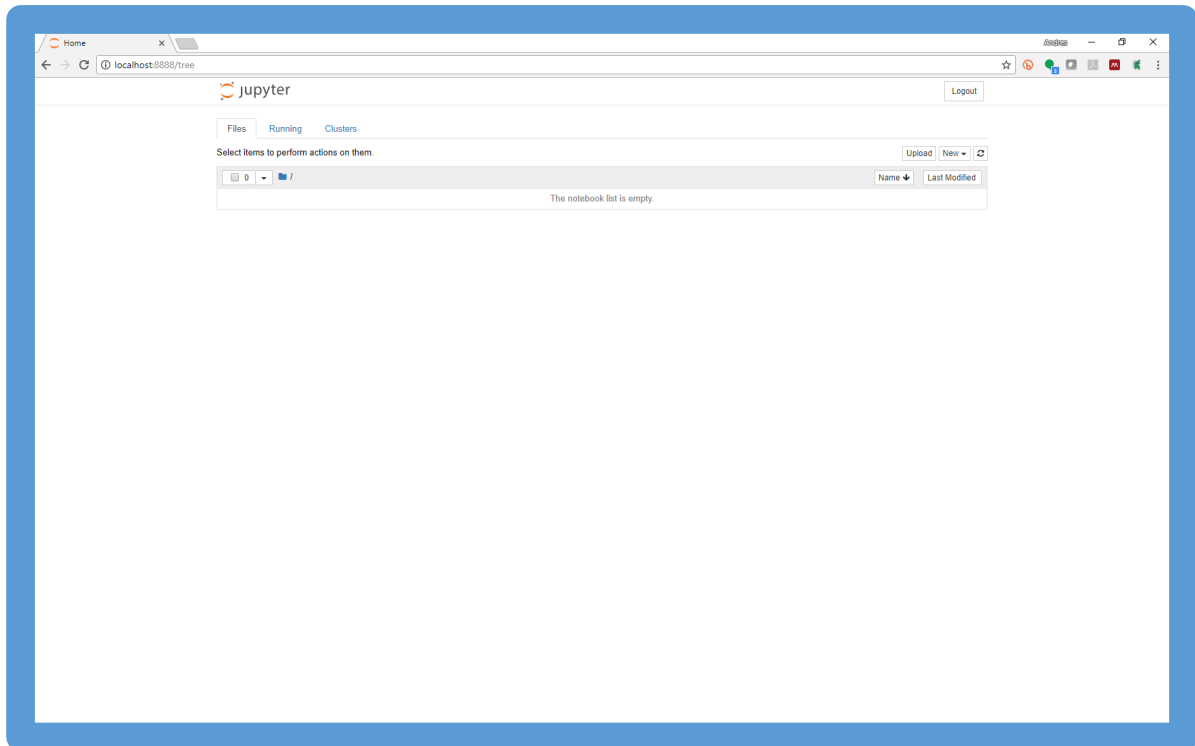 Home
Andres
localhost:8888/tree
3
jupyter
Logout
Files Running Clusters
Select items to perform actions on them.
Upload New
0 /
Name Last Modified
The notebook list is empty.